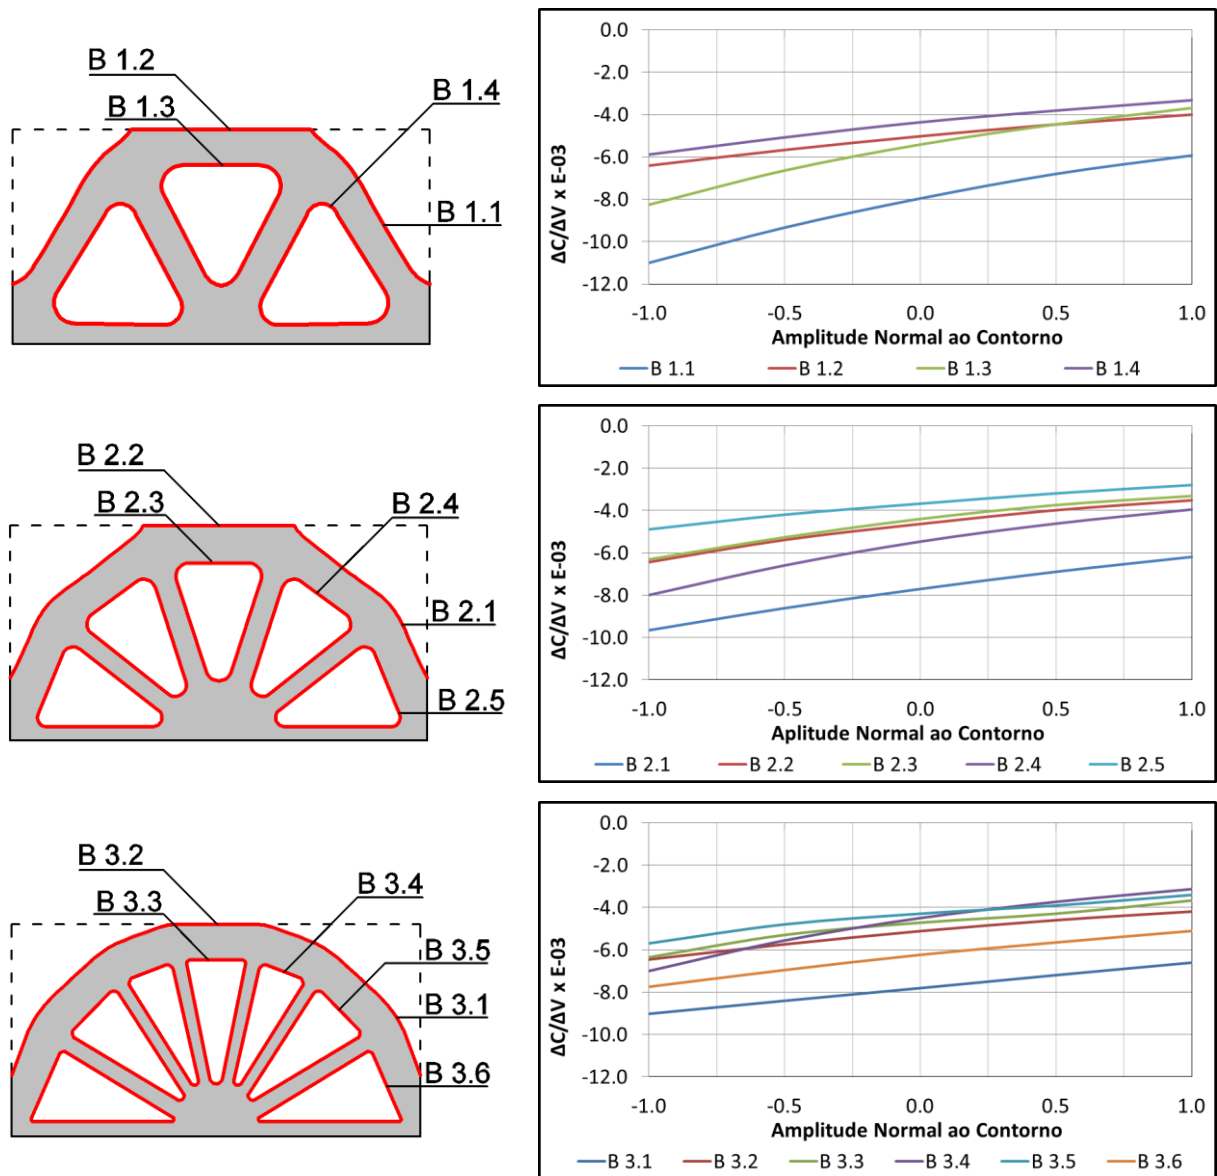 B 1.2
B 1.3
B 1.4
B 1.1
0.0
-2.0
-4.0
-6.0
-8.0
-10.0
-12.0
ΔC/ΔV x E-03
-1.0 -0.5 0.0 0.5 1.0
Amplitude Normal ao Contorno
B 1.1 B 1.2 B 1.3 B 1.4
B 2.2
B 2.3
B 2.4
B 2.1
B 2.5
0.0
-2.0
-4.0
-6.0
-8.0
-10.0
-12.0
ΔC/ΔV x E-03
-1.0 -0.5 0.0 0.5 1.0
Aplitude Normal ao Contorno
B 2.1 B 2.2 B 2.3 B 2.4 B 2.5
B 3.2
B 3.3
B 3.4
B 3.5
B 3.1
B 3.6
0.0
-2.0
-4.0
-6.0
-8.0
-10.0
-12.0
ΔC/ΔV x E-03
-1.0 -0.5 0.0 0.5 1.0
Amplitude Normal ao Contorno
B 3.1 B 3.2 B 3.3 B 3.4 B 3.5 B 3.6